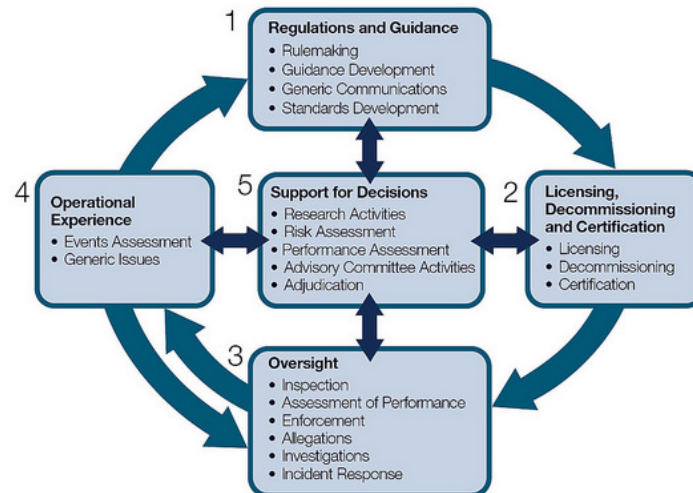 1
Regulations and Guidance
• Rulemaking
• Guidance Development
• Generic Communications
• Standards Development
4
Operational
Experience
• Events Assessment
• Generic Issues
5
Support for Decisions
• Research Activities
• Risk Assessment
• Performance Assessment
• Advisory Committee Activities
• Adjudication
2
Licensing,
Decommissioning
and Certification
• Licensing
• Decommissioning
• Certification
3
Oversight
• Inspection
• Assessment of Performance
• Enforcement
• Allegations
• Investigations
• Incident Response